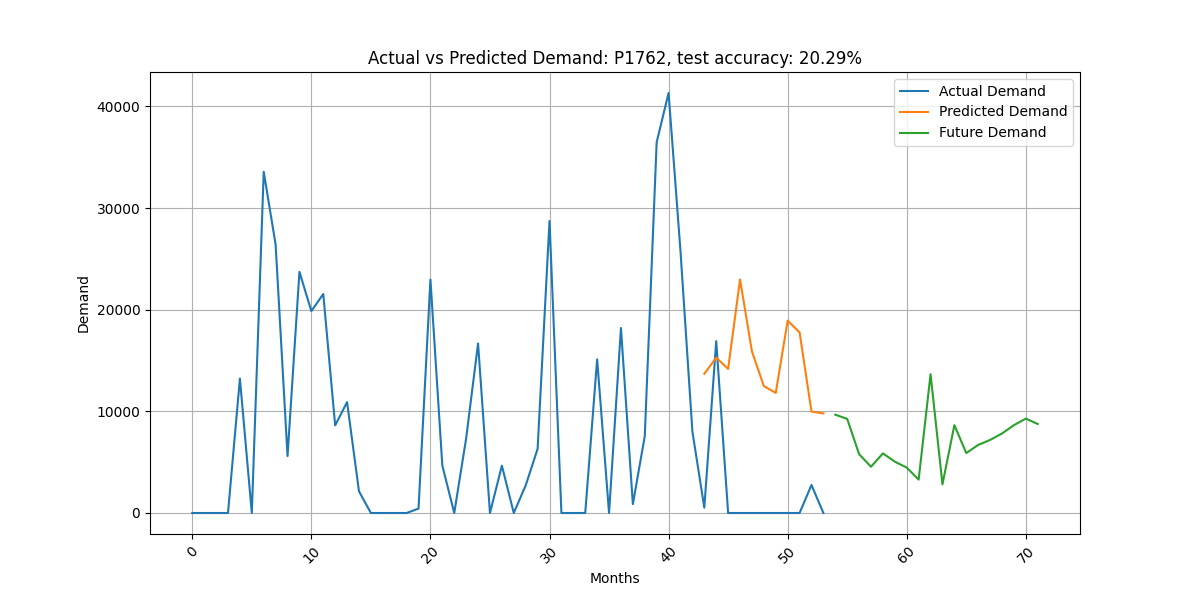 Actual vs Predicted Demand: P1762, test accuracy: 20.29%
Actual Demand
Predicted Demand
Future Demand
Demand
40000
30000
20000
10000
0
0 10 20 30 40 50 60 70
Months